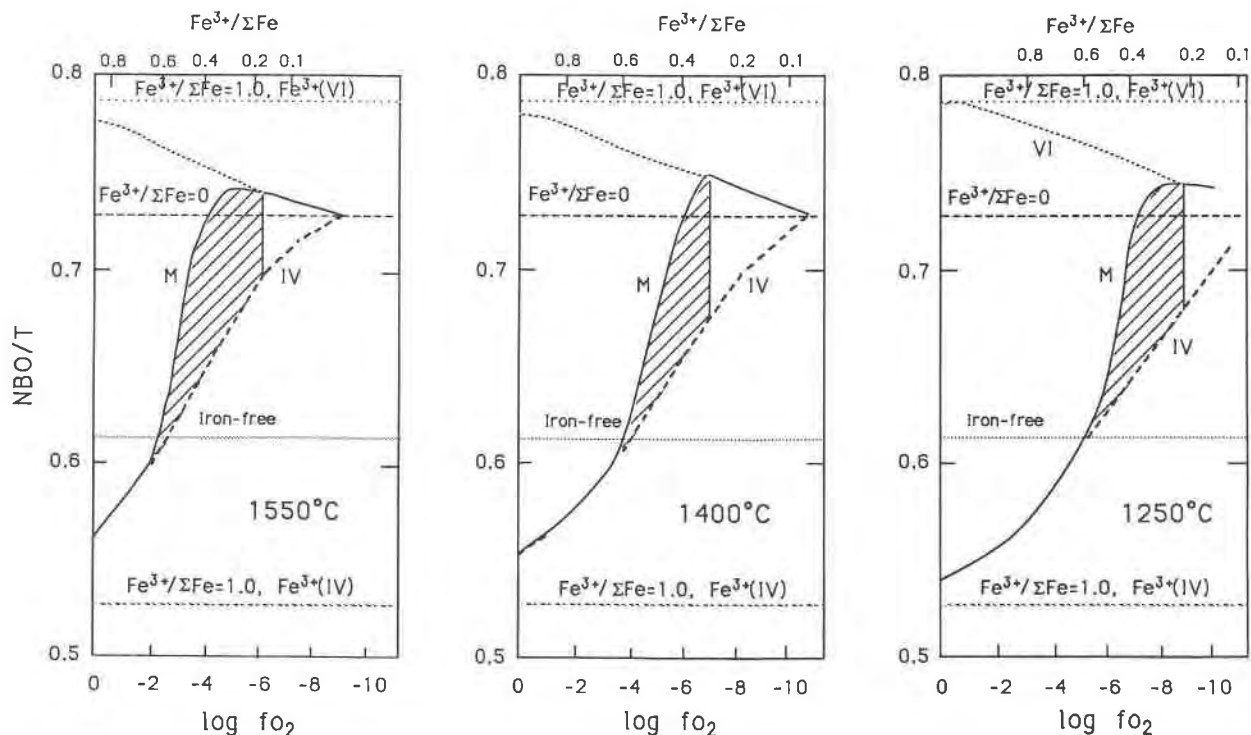 Fe³⁺/ΣFe
0.8 0.6 0.4 0.2 0.1
0.8
Fe³⁺/ΣFe=1.0, Fe³⁺(VI)
Fe³⁺/ΣFe=0
0.7
M
IV
NBO/T
Iron-free
0.6
1550°C
Fe³⁺/ΣFe=1.0, Fe³⁺(IV)
0.5
0 -2 -4 -6 -8 -10
log fo₂
Fe³⁺/ΣFe
0.8 0.6 0.4 0.2 0.1
0.8
Fe³⁺/ΣFe=1.0, Fe³⁺(VI)
Fe³⁺/ΣFe=0
0.7
M
IV
Iron-free
0.6
1400°C
Fe³⁺/ΣFe=1.0, Fe³⁺(IV)
0.5
0 -2 -4 -6 -8 -10
log fo₂
Fe³⁺/ΣFe
0.8 0.6 0.4 0.2 0.1
0.8
Fe³⁺/ΣFe=1.0, Fe³⁺(VI)
VI
Fe³⁺/ΣFe=0
0.7
M
IV
Iron-free
0.6
1250°C
Fe³⁺/ΣFe=1.0, Fe³⁺(IV)
0.5
0 -2 -4 -6 -8 -10
log fo₂